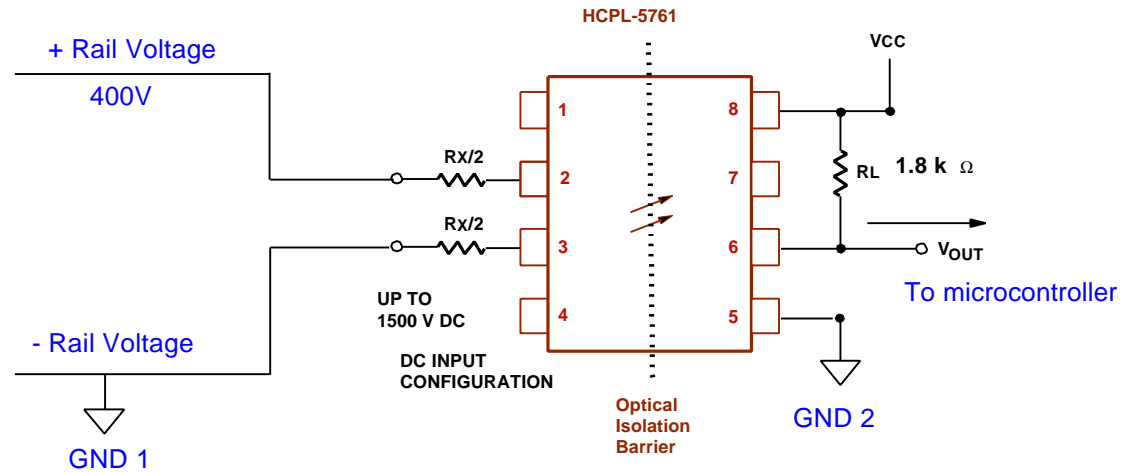 HCPL-5761
+ Rail Voltage
400V
VCC
1
8
RX/2
2
7
RL 1.8 k Ω
RX/2
3
6
VOUT
To microcontroller
UP TO
1500 V DC
4
5
- Rail Voltage
DC INPUT
CONFIGURATION
Optical
Isolation
Barrier
GND 2
GND 1